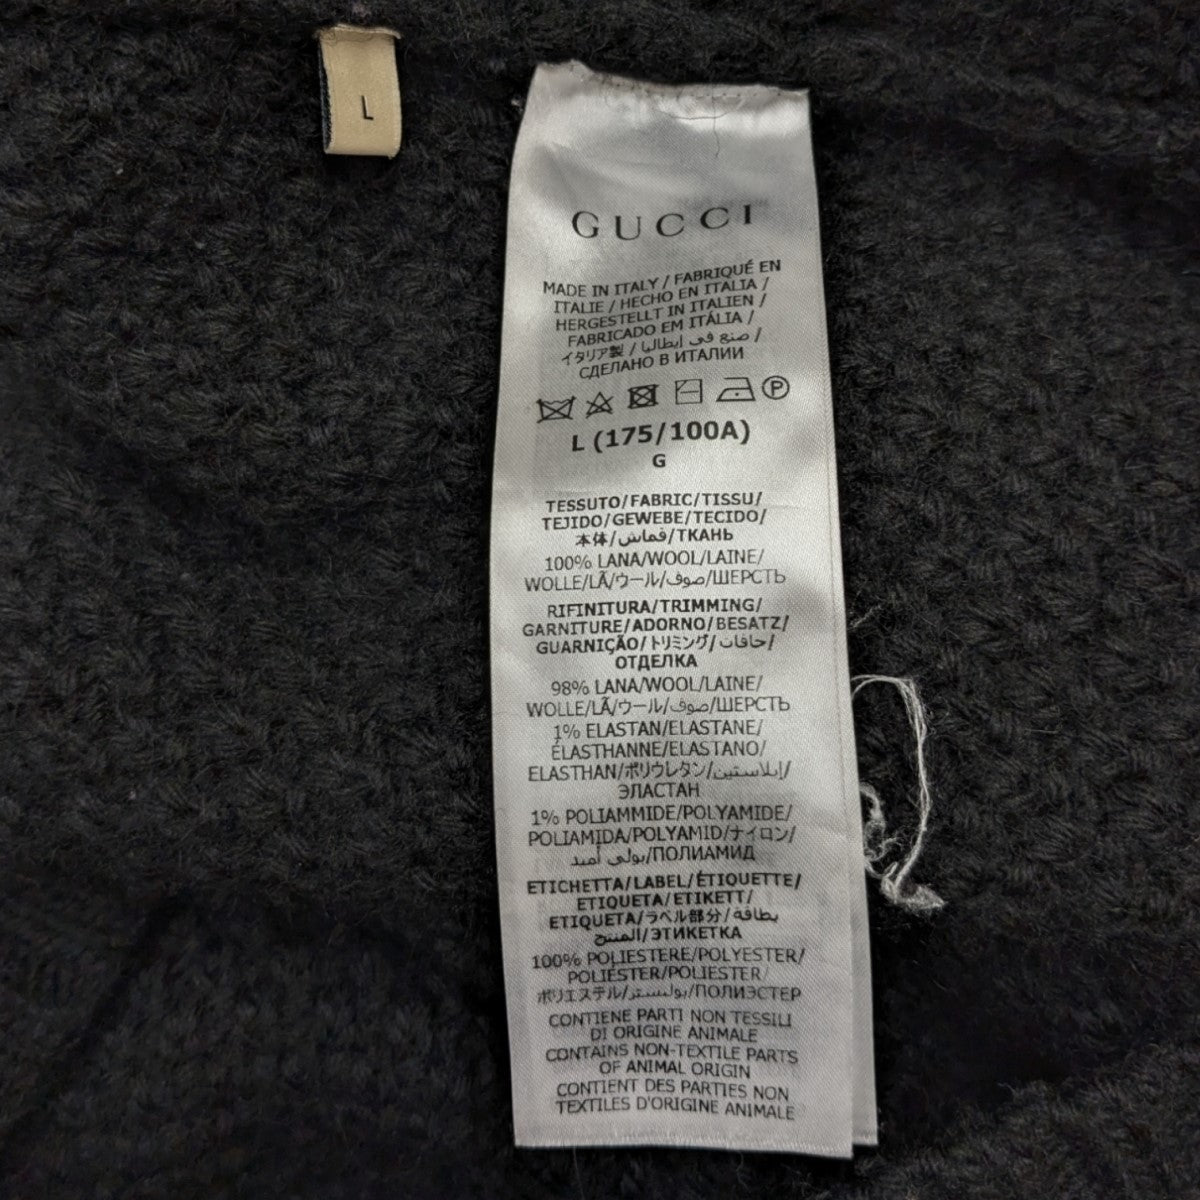 L
GUCCI
MADE IN ITALY / FABRIQUÉ EN
ITALIE / HECHO EN ITALIA /
HERGESTELLT IN ITALIEN /
FABRICADO EM ITÁLIA /
イタリア製 / صنع في إيطاليا /
СДЕЛАНО В ИТАЛИИ
P
L (175/100A)
G
TESSUTO/FABRIC/TISSU/
TEJIDO/GEWEBE/TECIDO/
本体/قماش/ТКАНЬ
100% LANA/WOOL/LAINE/
WOLLE/LÃ/ウール/صوف/ШЕРСТЬ
RIFINITURA/TRIMMING/
GARNITURE/ADORNO/BESATZ/
GUARNIÇÃO/トリミング/حافات/
ОТДЕЛКА
98% LANA/WOOL/LAINE/
WOLLE/LÃ/ウール/صوف/ШЕРСТЬ
1% ELASTAN/ELASTANE/
ÉLASTHANNE/ELASTANO/
ELASTHAN/ポリウレタン/إيلاستين/
ЭЛАСТАН
1% POLIAMMIDE/POLYAMIDE/
POLIAMIDA/POLYAMID/ナイロン/
بولي أميد/ПОЛИАМИД
ETICHETTA/LABEL/ÉTIQUETTE/
ETIQUETA/ETIKETT/
ETIQUETA/ラベル部分/بطاقة
المنتج/ЭТИКЕТКА
100% POLIESTERE/POLYESTER/
POLIÉSTER/POLIESTER/
ポリエステル/بوليستر/ПОЛИЭСТЕР
CONTIENE PARTI NON TESSILI
DI ORIGINE ANIMALE
CONTAINS NON-TEXTILE PARTS
OF ANIMAL ORIGIN
CONTIENT DES PARTIES NON
TEXTILES D'ORIGINE ANIMALE